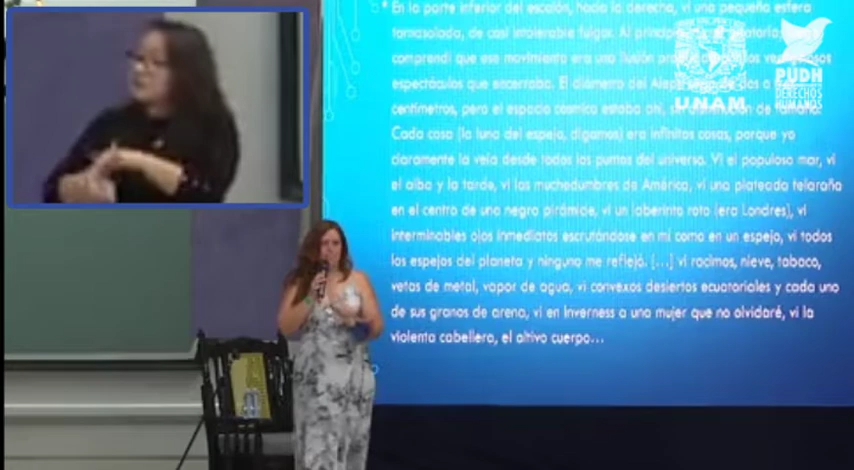 * En la parte inferior del escalón, hacia la derecha, vi una pequeña esfera
tornasolada, de casi intolerable fulgor. Al principio
comprendí que ese movimiento era una ilusión
espectáculos que encerraba. El diámetro del Aleph
centímetros, pero el espacio cósmico estaba ahí, sin
Cada cosa (la luna del espejo, digamos) era infinitas cosas, porque yo
claramente la veía desde todos los puntos del universo. Vi el populoso mar, vi
el alba y la tarde, vi las muchedumbres de América, vi una plateada telaraña
en el centro de una negra pirámide, vi un laberinto roto (era Londres), vi
interminables ojos inmediatos escrutándose en mí como en un espejo, vi todos
los espejos del planeta y ninguno me reflejó. [...] vi racimos, nieve, tabaco,
vetas de metal, vapor de agua, vi convexos desiertos ecuatoriales y cada uno
de sus granos de arena, vi en Inverness a una mujer que no olvidaré, vi la
violenta cabellera, el altivo cuerpo...
UNAM
PUDH
DERECHOS
HUMANOS